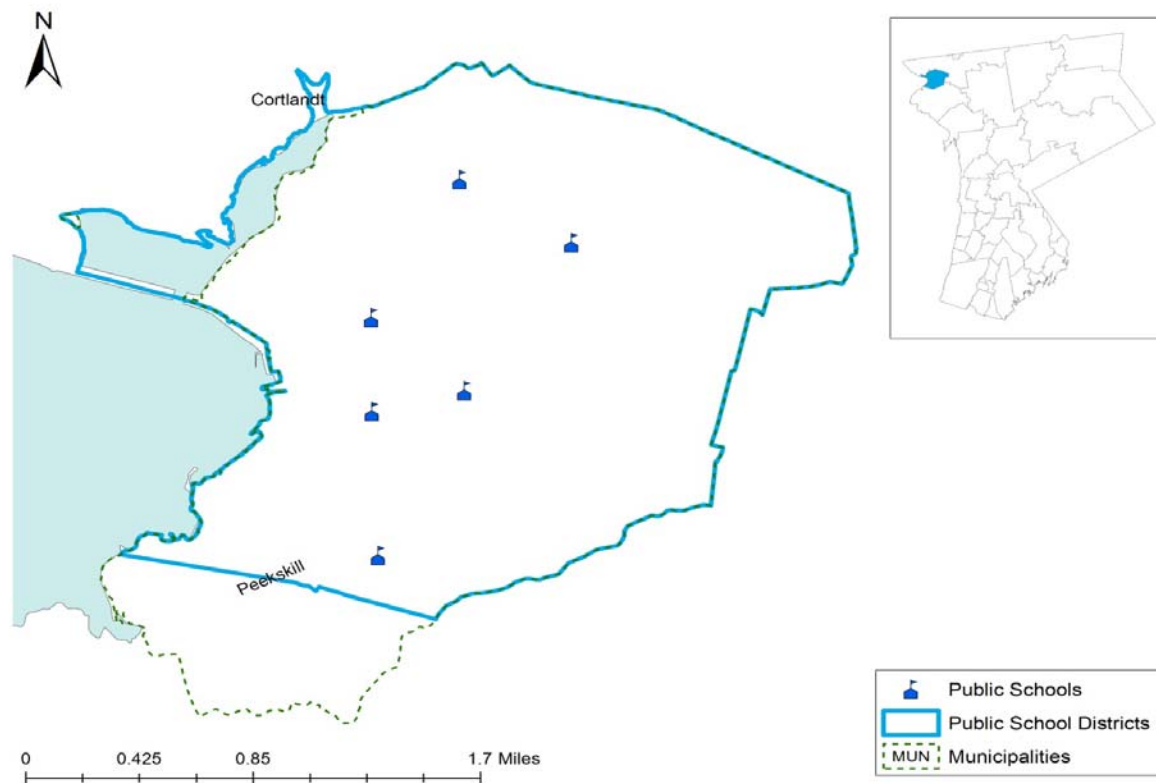 N
Cortlandt
Peekskill
Public Schools
Public School Districts
MUN Municipalities
0 0.425 0.85 1.7 Miles